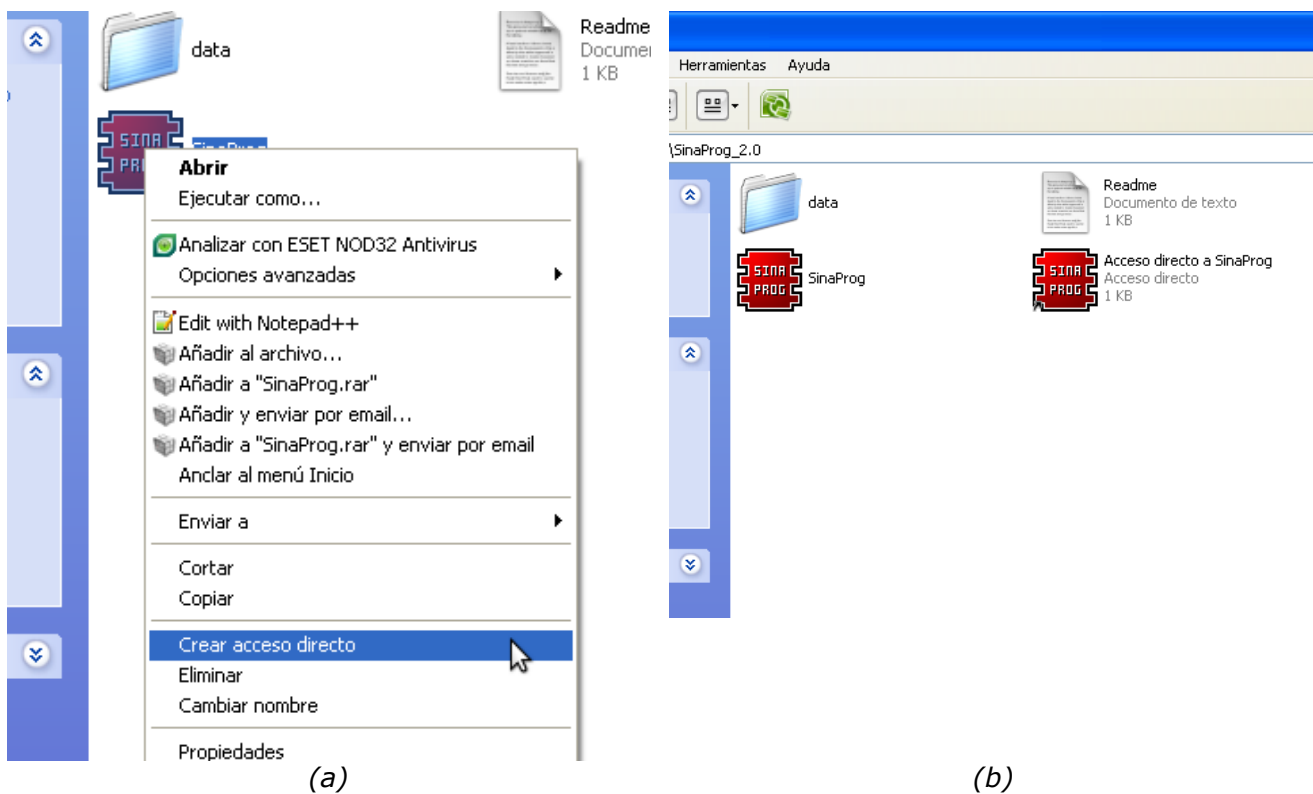 data
Readme
Documei
1 KB
SINA
SinaProg
PR
Abrir
Ejecutar como...
Analizar con ESET NOD32 Antivirus
Opciones avanzadas
Edit with Notepad++
Añadir al archivo...
Añadir a "SinaProg.rar"
Añadir y enviar por email...
Añadir a "SinaProg.rar" y enviar por email
Anclar al menú Inicio
Enviar a
Cortar
Copiar
Crear acceso directo
Eliminar
Cambiar nombre
Propiedades
(a)
Herramientas Ayuda
\SinaProg_2.0
data
Readme
Documento de texto
1 KB
SINA
PROG
SinaProg
SINA
PROG
Acceso directo a SinaProg
Acceso directo
1 KB
(b)